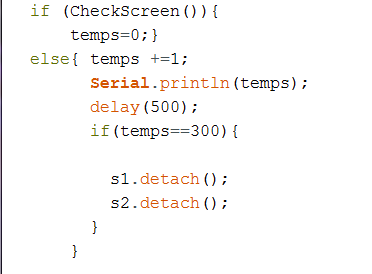 if (CheckScreen()){
temps=0;}
else{ temps +=1;
Serial.println(temps);
delay(500);
if(temps==300){
s1.detach();
s2.detach();
}
}